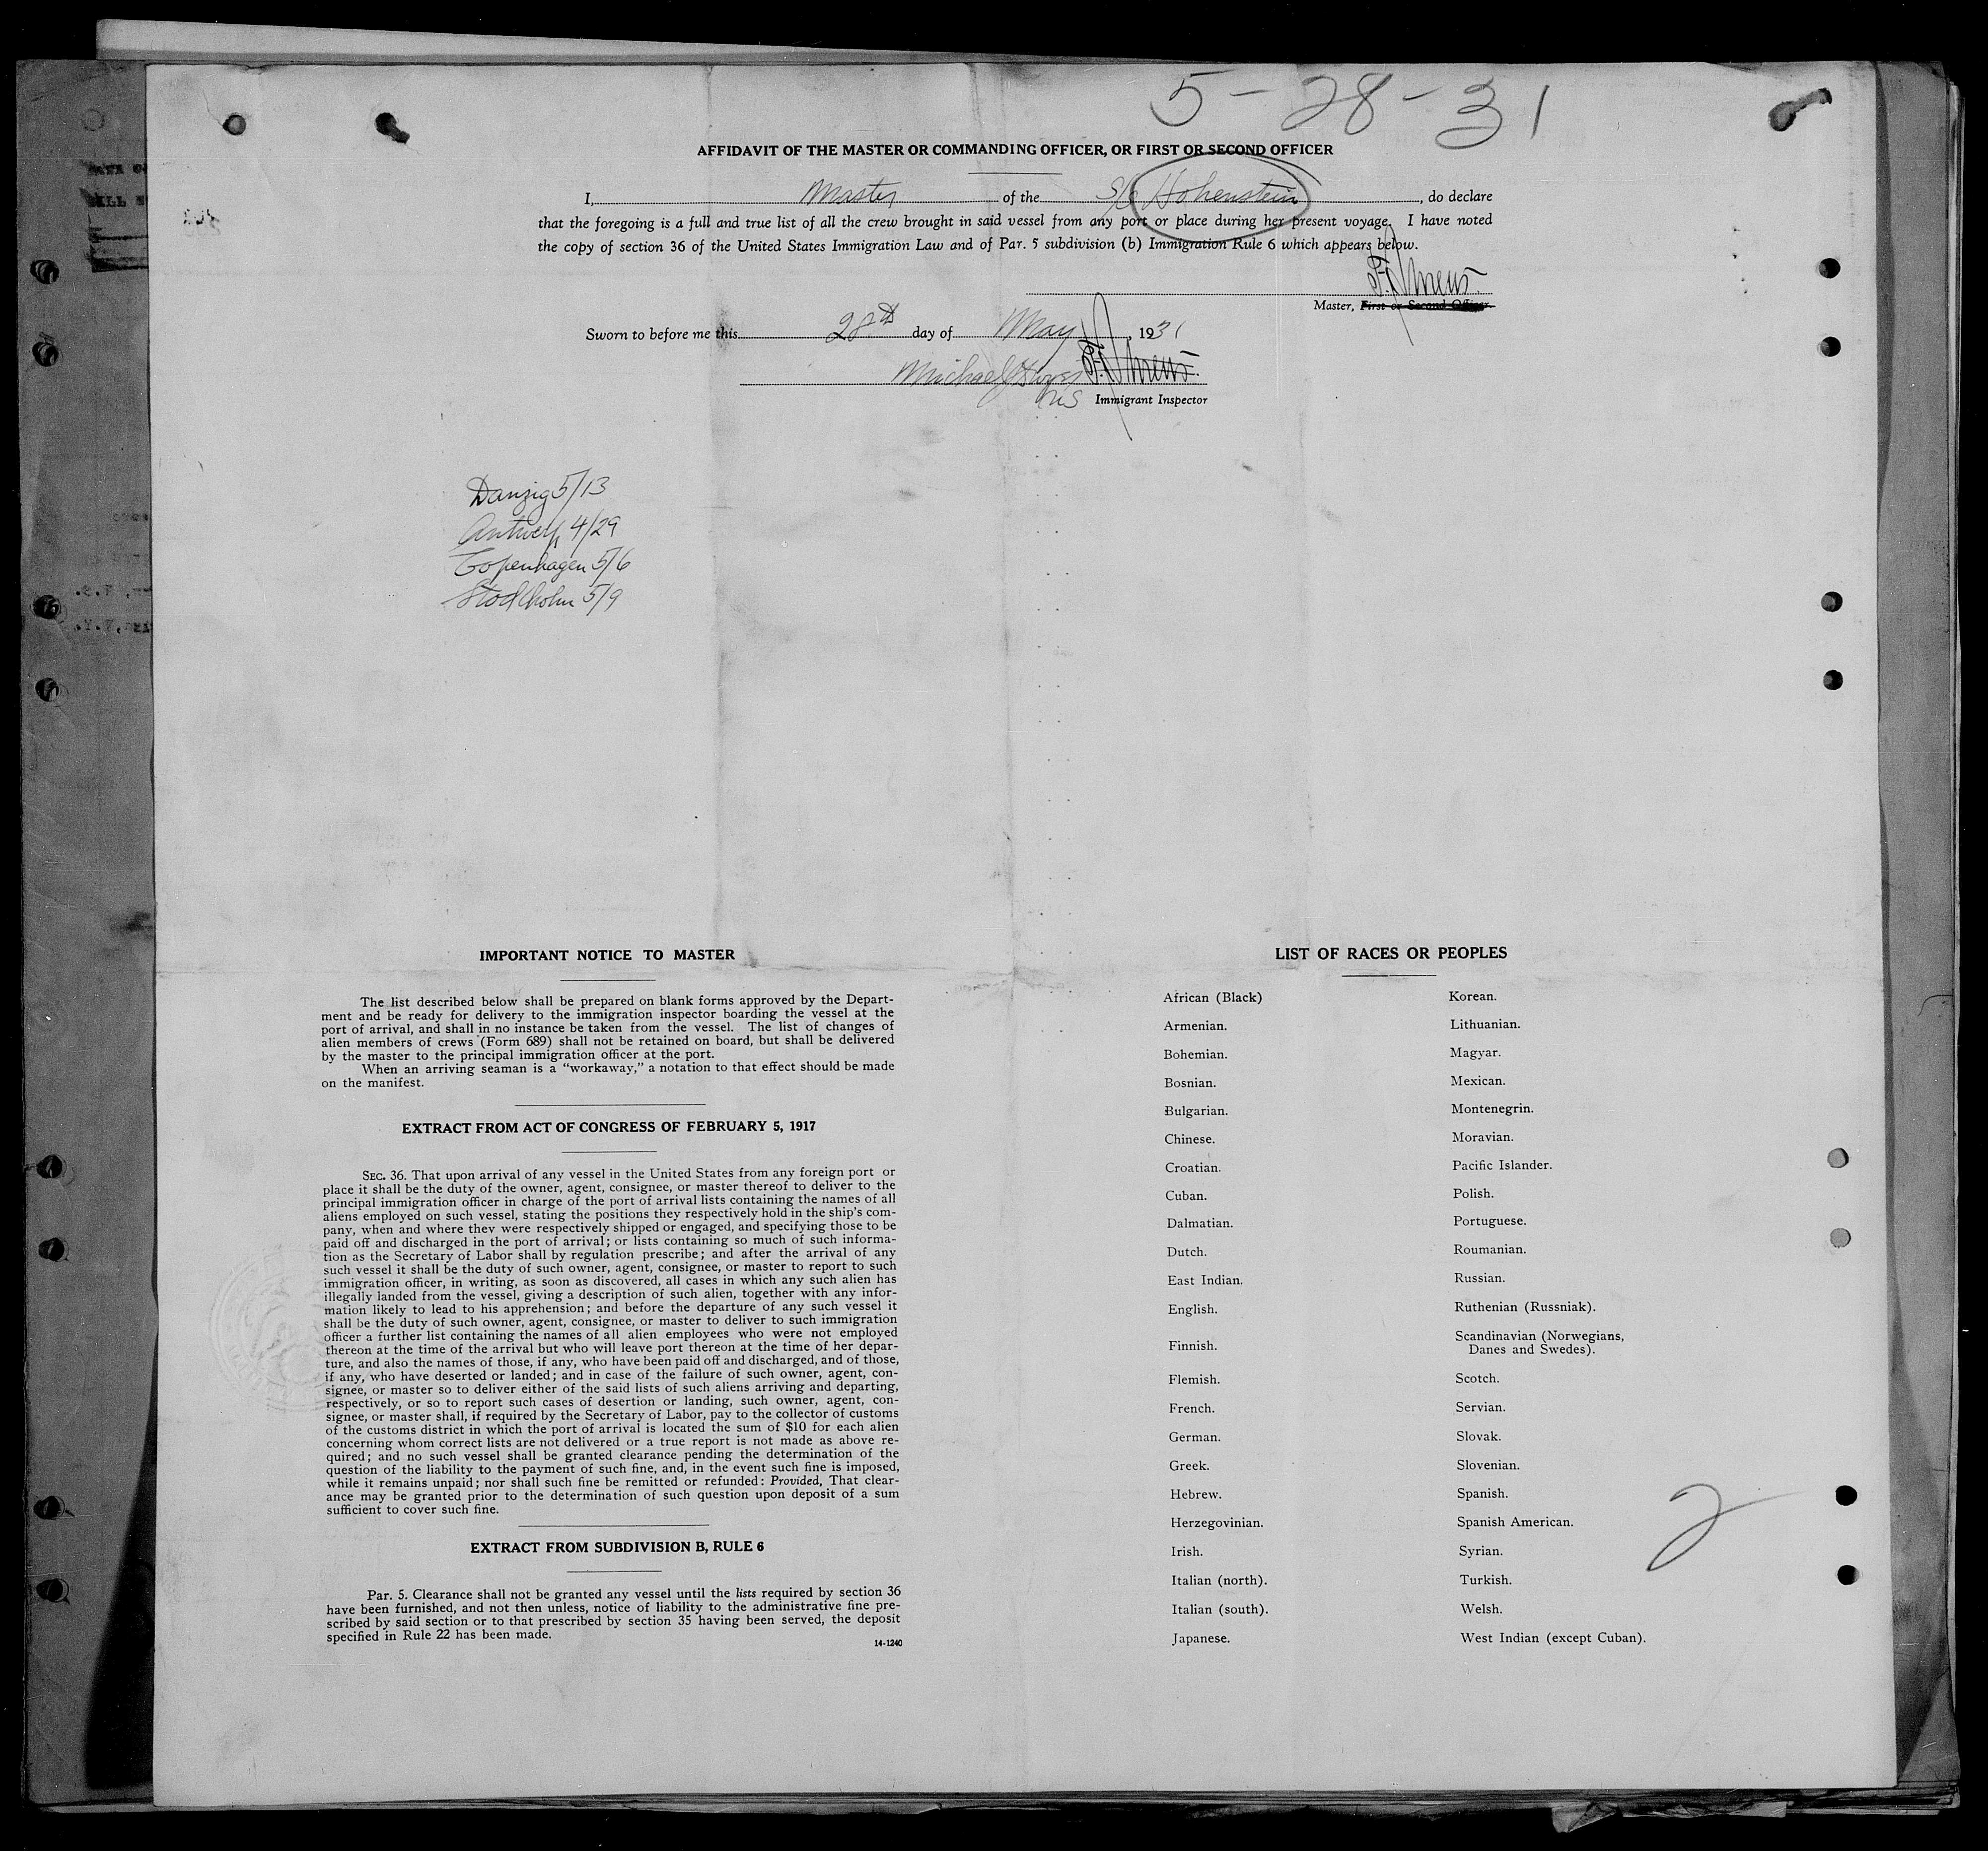 5-28-31
AFFIDAVIT OF THE MASTER OR COMMANDING OFFICER, OR FIRST OR SECOND OFFICER
I, Master of the S/S Hohenstein, do declare
that the foregoing is a full and true list of all the crew brought in said vessel from any port or place during her present voyage. I have noted
the copy of section 36 of the United States Immigration Law and of Par. 5 subdivision (b) Immigration Rule 6 which appears below.
F. Ahrens.
Master, First or Second Officer.
Sworn to before me this 28th day of May, 1931
Michael F. Ahrens.
Immigrant Inspector
Danzig 5/13
Antwerp 4/29
Copenhagen 5/6
Stockholm 5/9
IMPORTANT NOTICE TO MASTER
The list described below shall be prepared on blank forms approved by the Depart-
ment and be ready for delivery to the immigration inspector boarding the vessel at the
port of arrival, and shall in no instance be taken from the vessel. The list of changes of
alien members of crews (Form 689) shall not be retained on board, but shall be delivered
by the master to the principal immigration officer at the port.
When an arriving seaman is a “workaway,” a notation to that effect should be made
on the manifest.
EXTRACT FROM ACT OF CONGRESS OF FEBRUARY 5, 1917
SEC. 36. That upon arrival of any vessel in the United States from any foreign port or
place it shall be the duty of the owner, agent, consignee, or master thereof to deliver to the
principal immigration officer in charge of the port of arrival lists containing the names of all
aliens employed on such vessel, stating the positions they respectively hold in the ship's com-
pany, when and where they were respectively shipped or engaged, and specifying those to be
paid off and discharged in the port of arrival; or lists containing so much of such informa-
tion as the Secretary of Labor shall by regulation prescribe; and after the arrival of any
such vessel it shall be the duty of such owner, agent, consignee, or master to report to such
immigration officer, in writing, as soon as discovered, all cases in which any such alien has
illegally landed from the vessel, giving a description of such alien, together with any infor-
mation likely to lead to his apprehension; and before the departure of any such vessel it
shall be the duty of such owner, agent, consignee, or master to deliver to such immigration
officer a further list containing the names of all alien employees who were not employed
thereon at the time of the arrival but who will leave port thereon at the time of her depar-
ture, and also the names of those, if any, who have been paid off and discharged, and of those,
if any, who have deserted or landed; and in case of the failure of such owner, agent, con-
signee, or master so to deliver either of the said lists of such aliens arriving and departing,
respectively, or so to report such cases of desertion or landing, such owner, agent, con-
signee, or master shall, if required by the Secretary of Labor, pay to the collector of customs
of the customs district in which the port of arrival is located the sum of $10 for each alien
concerning whom correct lists are not delivered or a true report is not made as above re-
quired; and no such vessel shall be granted clearance pending the determination of the
question of the liability to the payment of such fine, and, in the event such fine is imposed,
while it remains unpaid; nor shall such fine be remitted or refunded: Provided, That clear-
ance may be granted prior to the determination of such question upon deposit of a sum
sufficient to cover such fine.
EXTRACT FROM SUBDIVISION B, RULE 6
Par. 5. Clearance shall not be granted any vessel until the lists required by section 36
have been furnished, and not then unless, notice of liability to the administrative fine pre-
scribed by said section or to that prescribed by section 35 having been served, the deposit
specified in Rule 22 has been made.
14-1240
LIST OF RACES OR PEOPLES
African (Black)
Armenian.
Bohemian.
Bosnian.
Bulgarian.
Chinese.
Croatian.
Cuban.
Dalmatian.
Dutch.
East Indian.
English.
Finnish.
Flemish.
French.
German.
Greek.
Hebrew.
Herzegovinian.
Irish.
Italian (north).
Italian (south).
Japanese.
Korean.
Lithuanian.
Magyar.
Mexican.
Montenegrin.
Moravian.
Pacific Islander.
Polish.
Portuguese.
Roumanian.
Russian.
Ruthenian (Russniak).
Scandinavian (Norwegians,
Danes and Swedes).
Scotch.
Servian.
Slovak.
Slovenian.
Spanish.
Spanish American.
Syrian.
Turkish.
Welsh.
West Indian (except Cuban).
2